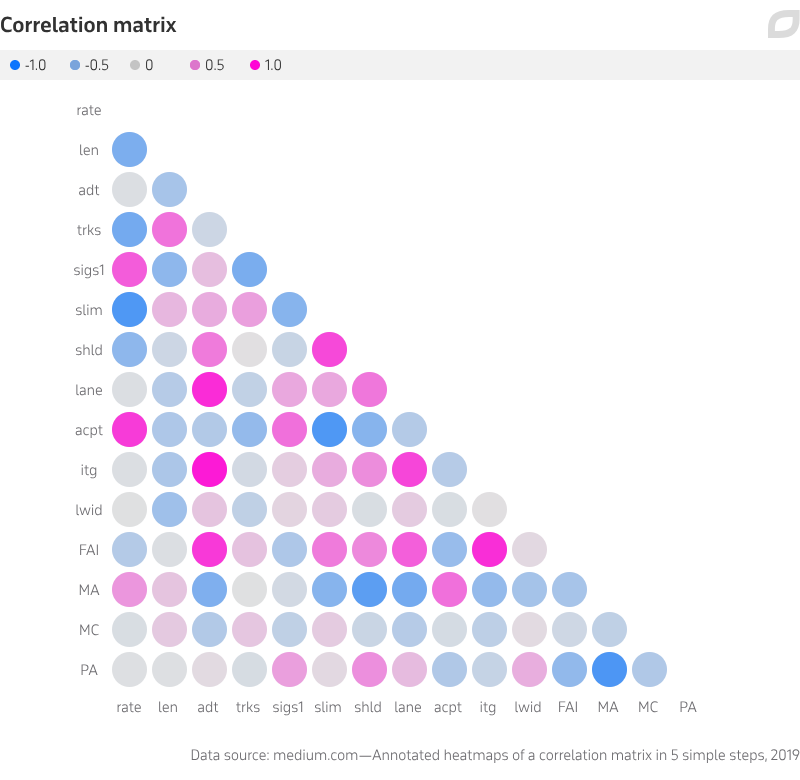 Correlation matrix
-1.0 -0.5 0 0.5 1.0
rate
len
adt
trks
sigs1
slim
shld
lane
acpt
itg
lwid
FAI
MA
MC
PA
rate len adt trks sigs1 slim shld lane acpt itg lwid FAI MA MC PA
Data source: medium.com—Annotated heatmaps of a correlation matrix in 5 simple steps, 2019